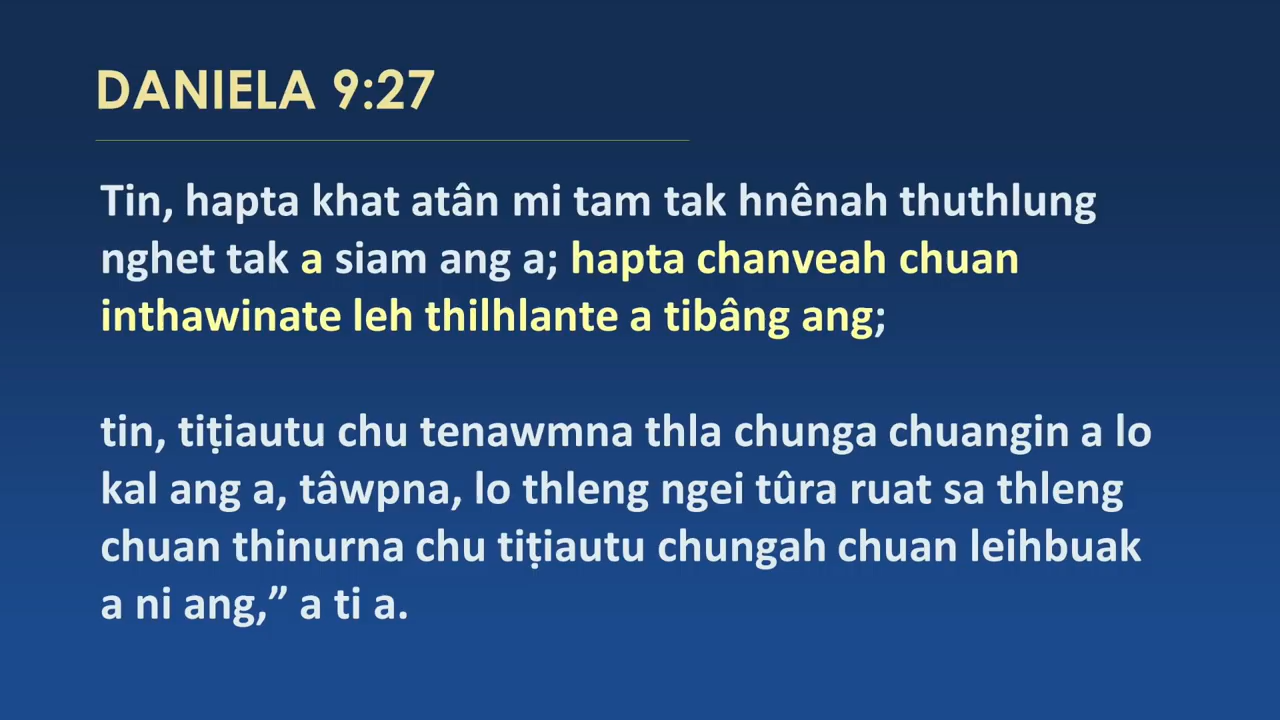 DANIELA 9:27
Tin, hapta khat atân mi tam tak hnênah thuthlung
nghet tak a siam ang a; hapta chanveah chuan
inthawinate leh thilhlante a tibâng ang;
tin, tiṭiautu chu tenawmna thla chunga chuangin a lo
kal ang a, tâwpna, lo thleng ngei tûra ruat sa thleng
chuan thinurna chu tiṭiautu chungah chuan leihbuak
a ni ang,” a ti a.